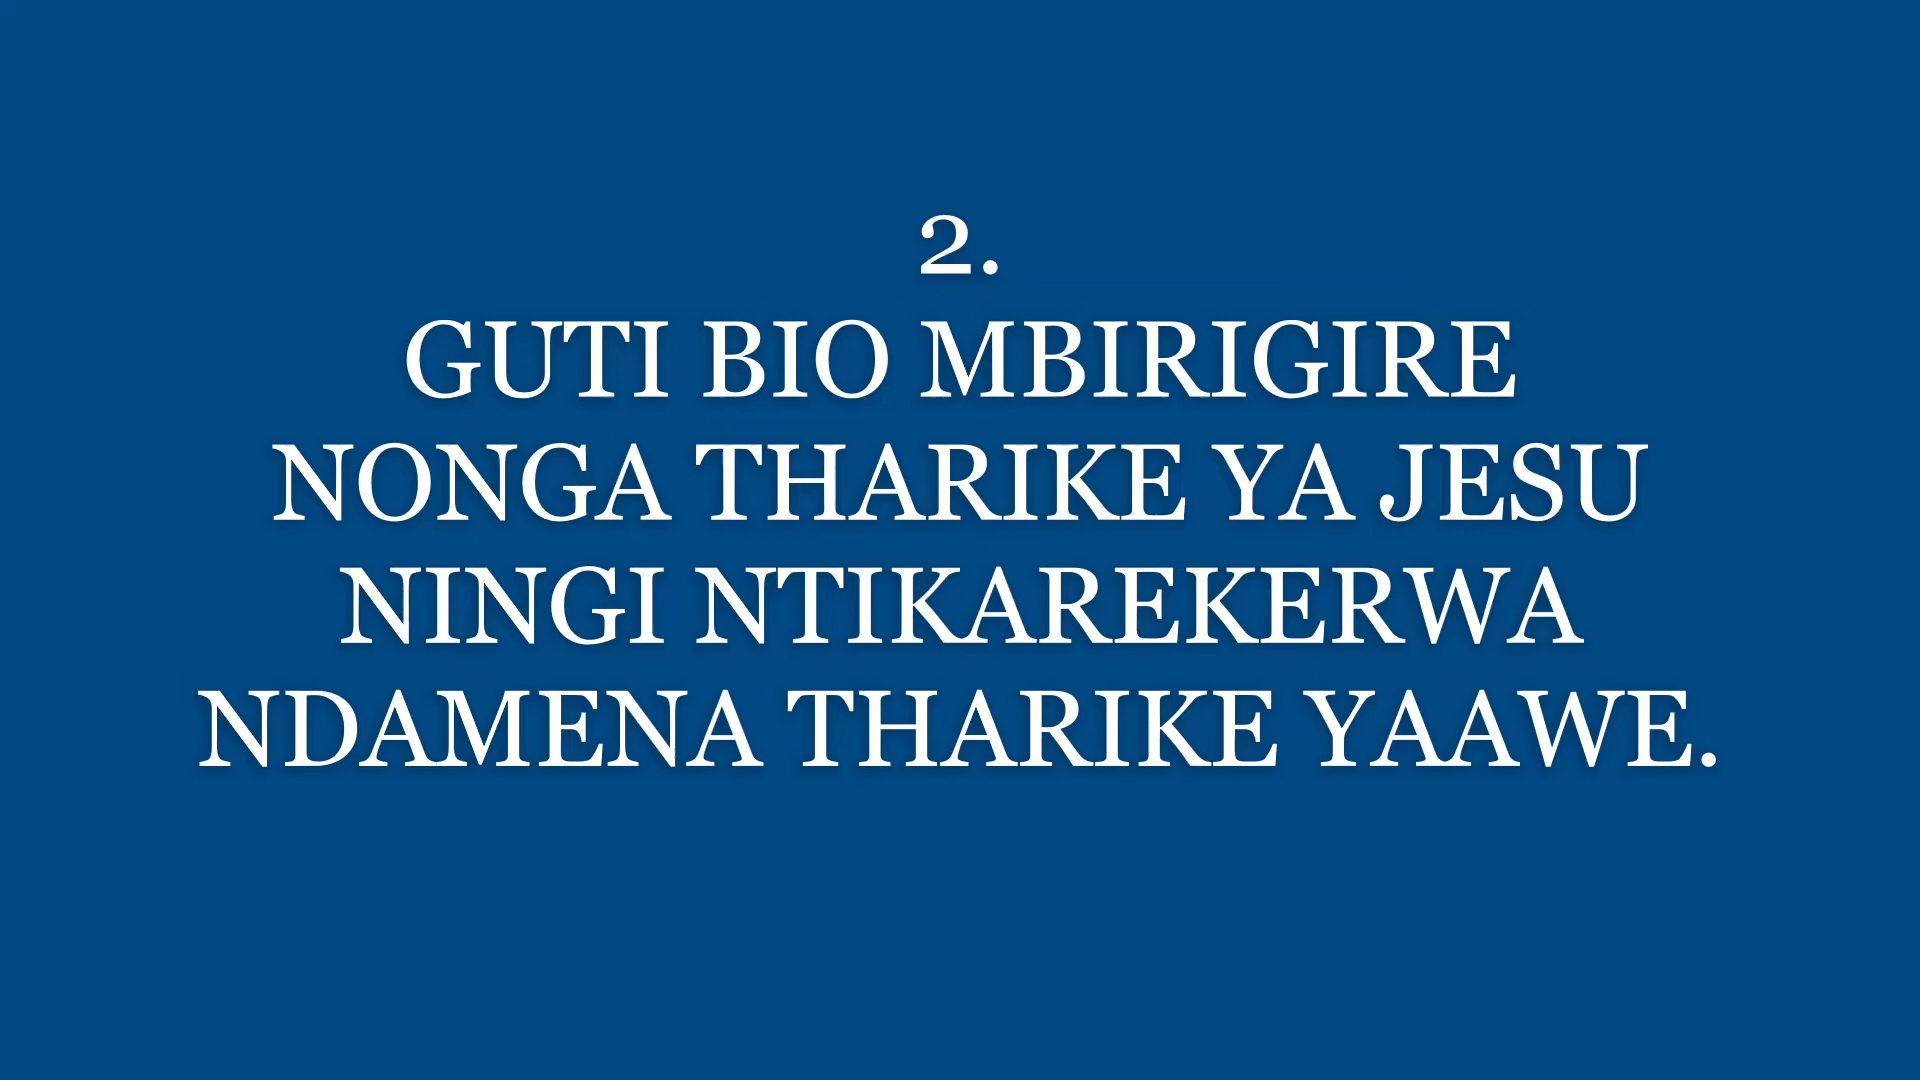 2.
GUTI BIO MBIRIGIRE
NONGA THARIKE YA JESU
NINGI NTIKAREKERWA
NDAMENA THARIKE YAAWE.